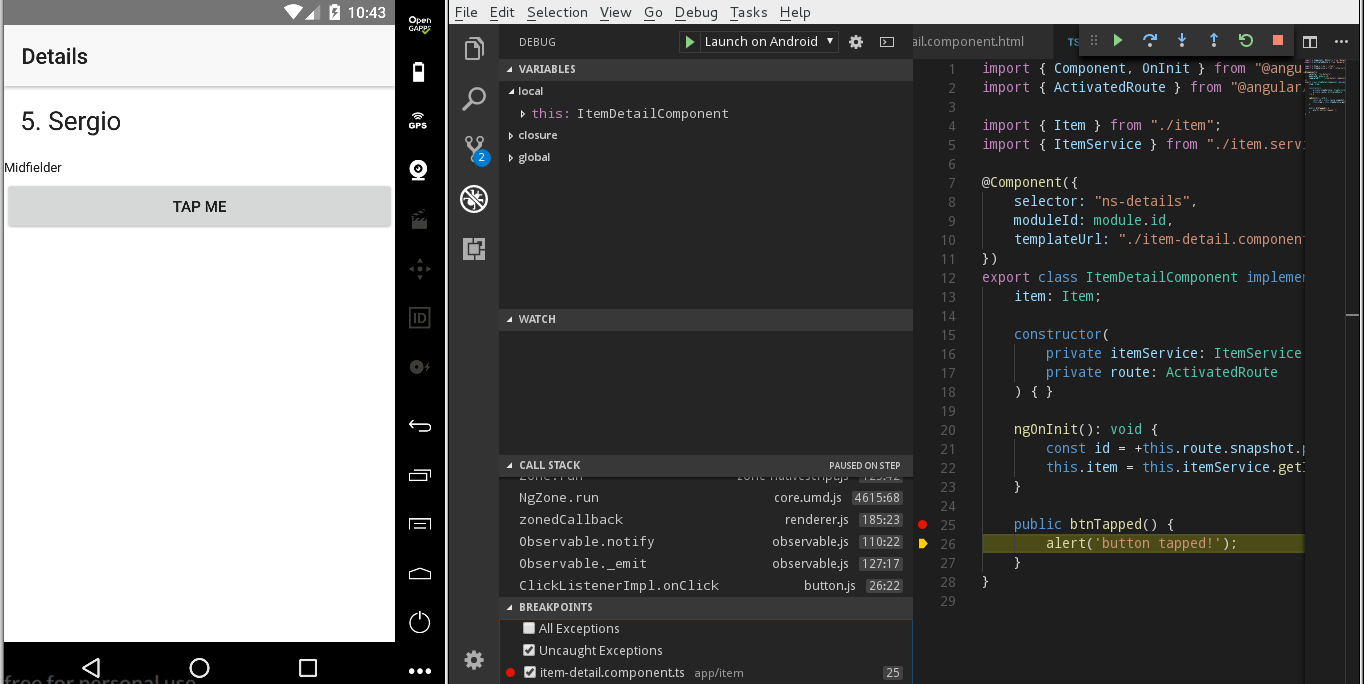 10:43
Details
5. Sergio
Midfielder
TAP ME
free for personal use
Open
GAPPS
GPS
ID
File Edit Selection View Go Debug Tasks Help
DEBUG Launch on Android
ail.component.html TS
2
VARIABLES
local
this: ItemDetailComponent
closure
global
WATCH
CALL STACK PAUSED ON STEP
Zone.run zone-nativescript.js 125:42
NgZone.run core.umd.js 4615:68
zonedCallback renderer.js 185:23
Observable.notify observable.js 110:22
Observable._emit observable.js 127:17
ClickListenerImpl.onClick button.js 26:22
BREAKPOINTS
All Exceptions
Uncaught Exceptions
item-detail.component.ts app/item 25
1 import { Component, OnInit } from "@angu
2 import { ActivatedRoute } from "@angular
3
4 import { Item } from "./item";
5 import { ItemService } from "./item.serv
6
7 @Component({
8 selector: "ns-details",
9 moduleId: module.id,
10 templateUrl: "./item-detail.component
11 })
12 export class ItemDetailComponent implemen
13 item: Item;
14
15 constructor(
16 private itemService: ItemService
17 private route: ActivatedRoute
18 ) { }
19
20 ngOnInit(): void {
21 const id = +this.route.snapshot.p
22 this.item = this.itemService.getI
23 }
24
25 public btnTapped() {
26 alert('button tapped!');
27 }
28 }
29